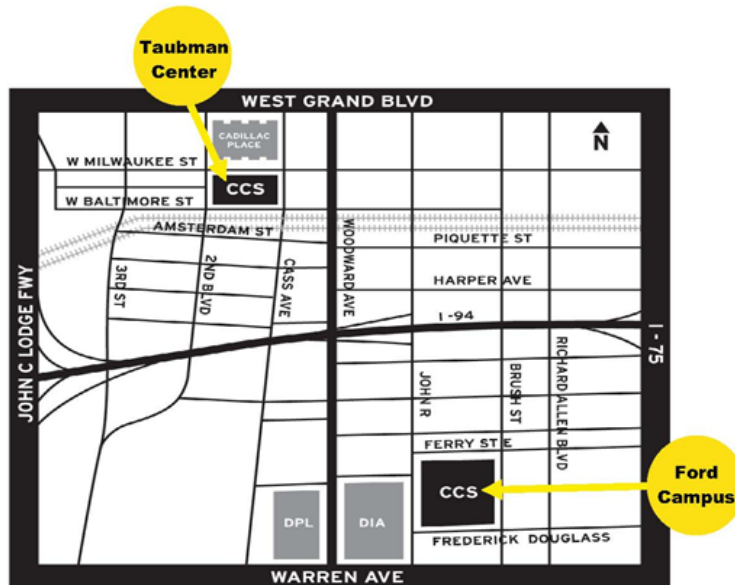 Taubman
Center
WEST GRAND BLVD
CADILLAC
PLACE
N
W MILWAUKEE ST
CCS
W BALTIMORE ST
AMSTERDAM ST
PIQUETTE ST
WOODWARD AVE
3RD ST
2ND BLVD
CASS AVE
HARPER AVE
JOHN C LODGE FWY
I-94
I-75
JOHN R
BRUSH ST
RICHARD ALLEN BLVD
FERRY ST E
Ford
Campus
CCS
DPL
DIA
FREDERICK DOUGLASS
WARREN AVE